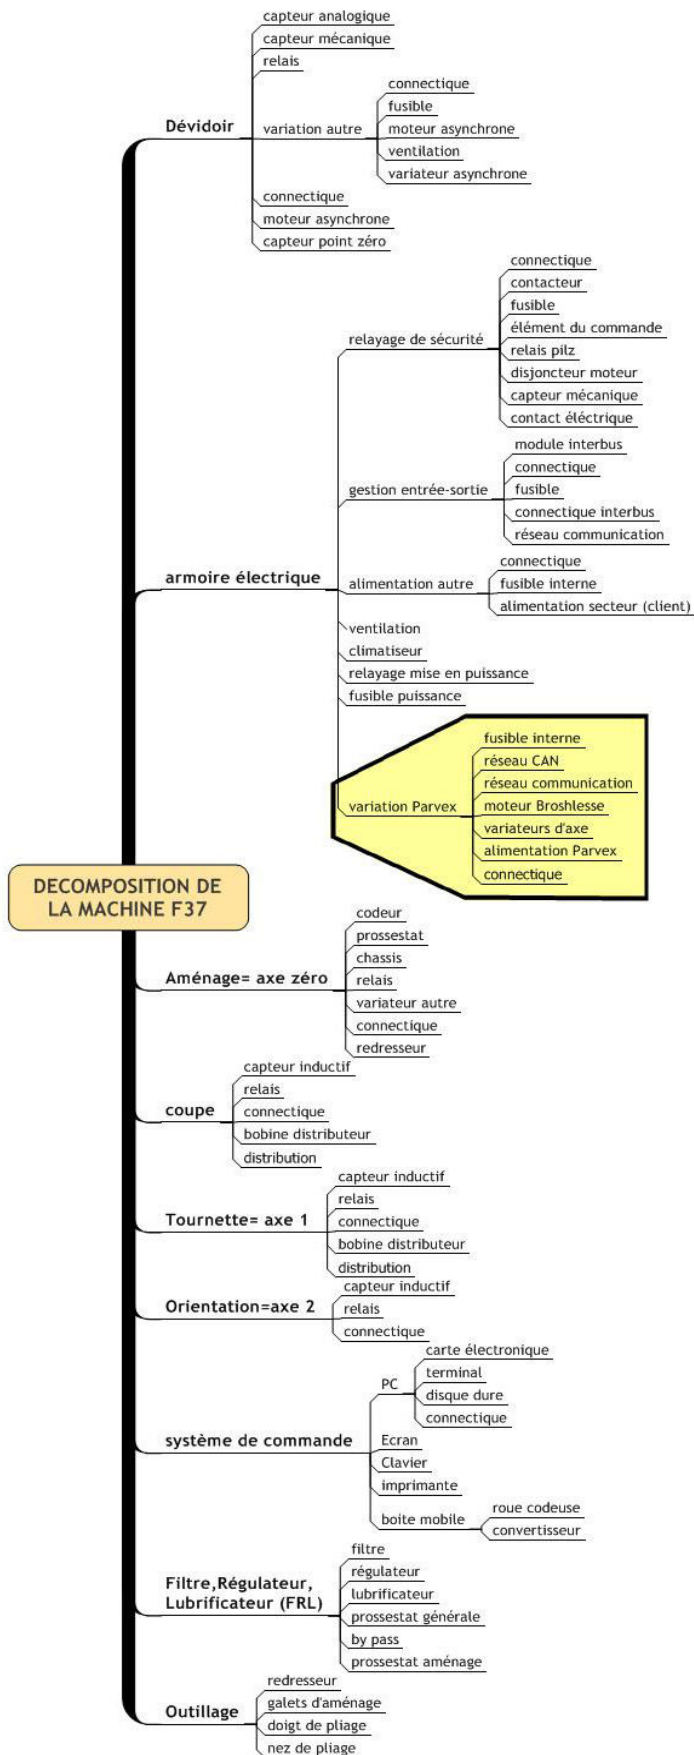 capteur analogique
capteur mécanique
relais
connectique
fusible
Dévidoir
variation autre
moteur asynchrone
ventilation
variateur asynchrone
connectique
moteur asynchrone
capteur point zéro
connectique
contacteur
fusible
élément du commande
relayage de sécurité
relais pilz
disjoncteur moteur
capteur mécanique
contact éléctrique
module interbus
connectique
gestion entrée-sortie
fusible
connectique interbus
réseau communication
connectique
armoire électrique
alimentation autre
fusible interne
alimentation secteur (client)
ventilation
climatiseur
relayage mise en puissance
fusible puissance
fusible interne
réseau CAN
réseau communication
variation Parvex
moteur Broshlesse
variateurs d'axe
alimentation Parvex
connectique
DECOMPOSITION DE
LA MACHINE F37
codeur
prossestat
chassis
Aménage= axe zéro
relais
variateur autre
connectique
redresseur
capteur inductif
relais
coupe
connectique
bobine distributeur
distribution
capteur inductif
relais
Tournette= axe 1
connectique
bobine distributeur
distribution
capteur inductif
Orientation=axe 2
relais
connectique
carte électronique
terminal
PC
disque dure
connectique
système de commande
Ecran
Clavier
imprimante
roue codeuse
boite mobile
convertisseur
filtre
régulateur
Filtre,Régulateur,
Lubrificateur (FRL)
lubrificateur
prossestat générale
by pass
prossestat aménage
redresseur
galets d'aménage
Outillage
doigt de pliage
nez de pliage